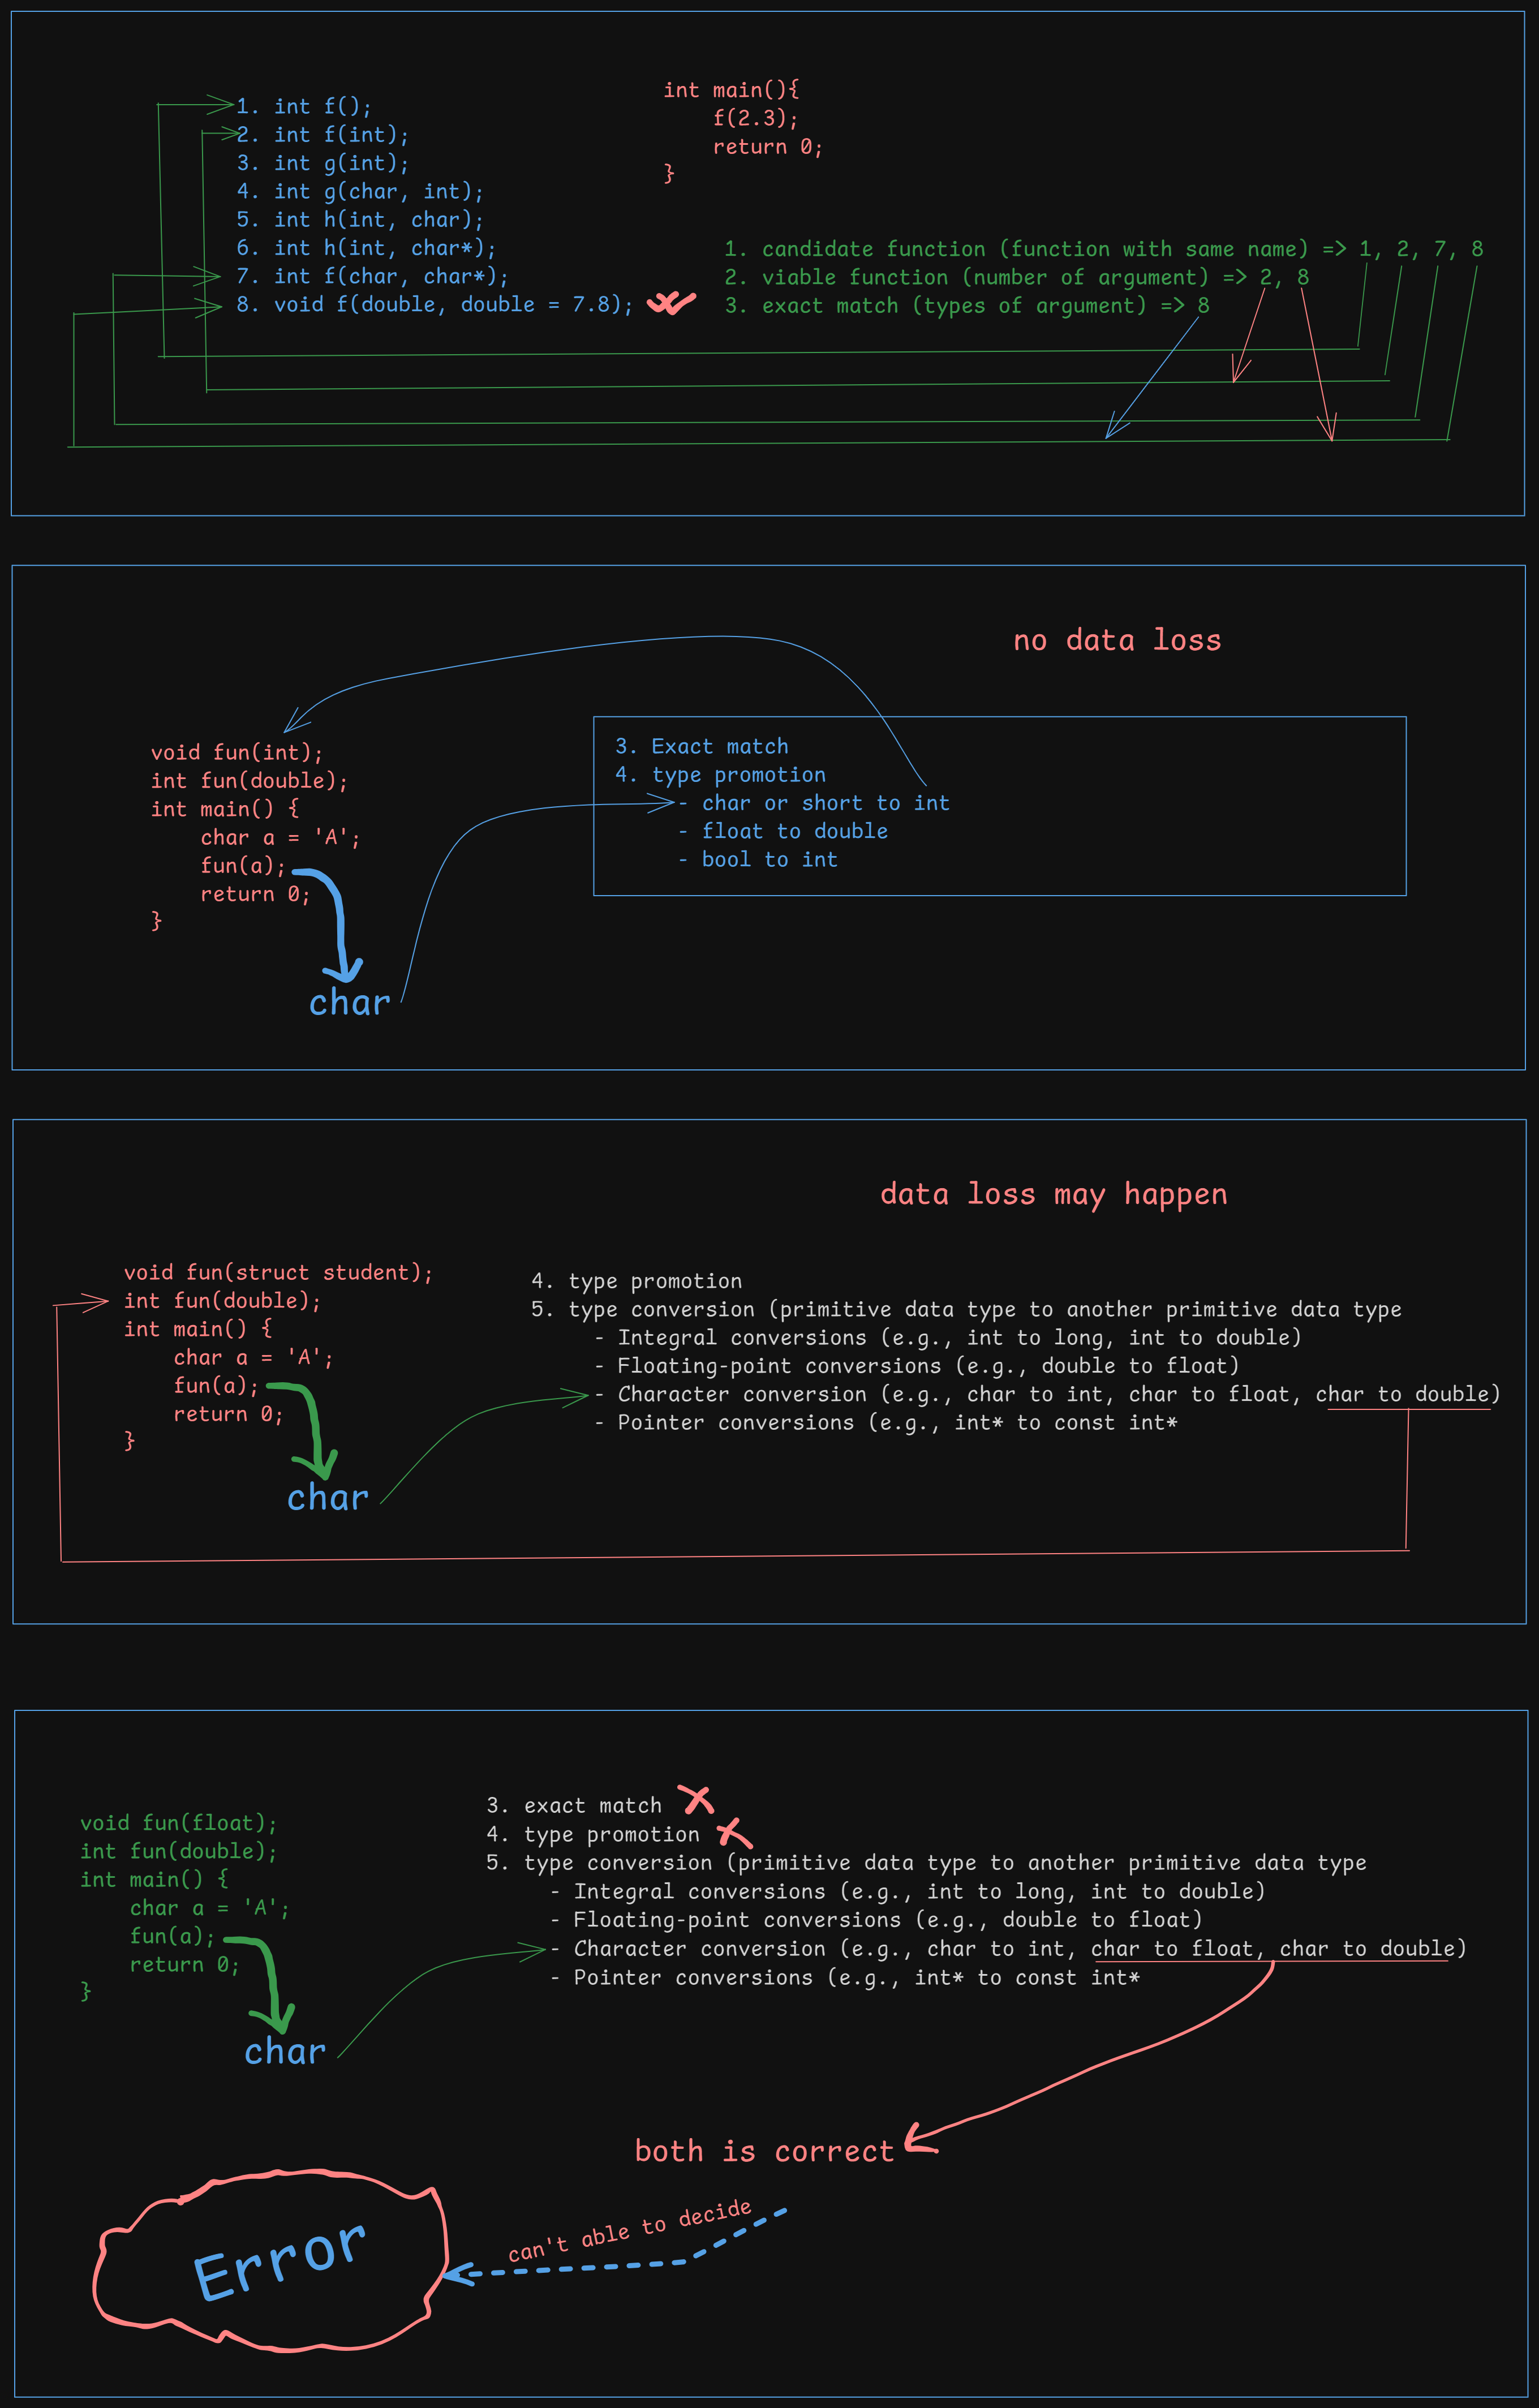 1. int f();
2. int f(int);
3. int g(int);
4. int g(char, int);
5. int h(int, char);
6. int h(int, char*);
7. int f(char, char*);
8. void f(double, double = 7.8);
int main(){
f(2.3);
return 0;
}
1. candidate function (function with same name) => 1, 2, 7, 8
2. viable function (number of argument) => 2, 8
3. exact match (types of argument) => 8
no data loss
void fun(int);
int fun(double);
int main() {
char a = 'A';
fun(a);
return 0;
}
char
3. Exact match
4. type promotion
- char or short to int
- float to double
- bool to int
data loss may happen
void fun(struct student);
int fun(double);
int main() {
char a = 'A';
fun(a);
return 0;
}
char
4. type promotion
5. type conversion (primitive data type to another primitive data type
- Integral conversions (e.g., int to long, int to double)
- Floating-point conversions (e.g., double to float)
- Character conversion (e.g., char to int, char to float, char to double)
- Pointer conversions (e.g., int* to const int*
void fun(float);
int fun(double);
int main() {
char a = 'A';
fun(a);
return 0;
}
char
3. exact match
4. type promotion
5. type conversion (primitive data type to another primitive data type
- Integral conversions (e.g., int to long, int to double)
- Floating-point conversions (e.g., double to float)
- Character conversion (e.g., char to int, char to float, char to double)
- Pointer conversions (e.g., int* to const int*
both is correct
can't able to decide
Error